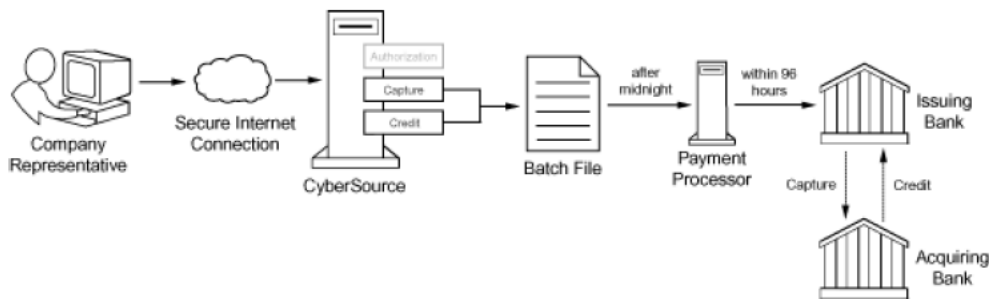 Authorization
Capture
Credit
after
midnight
within 96
hours
Issuing
Bank
Company
Representative
Secure Internet
Connection
CyberSource
Batch File
Payment
Processor
Capture
Credit
Acquiring
Bank